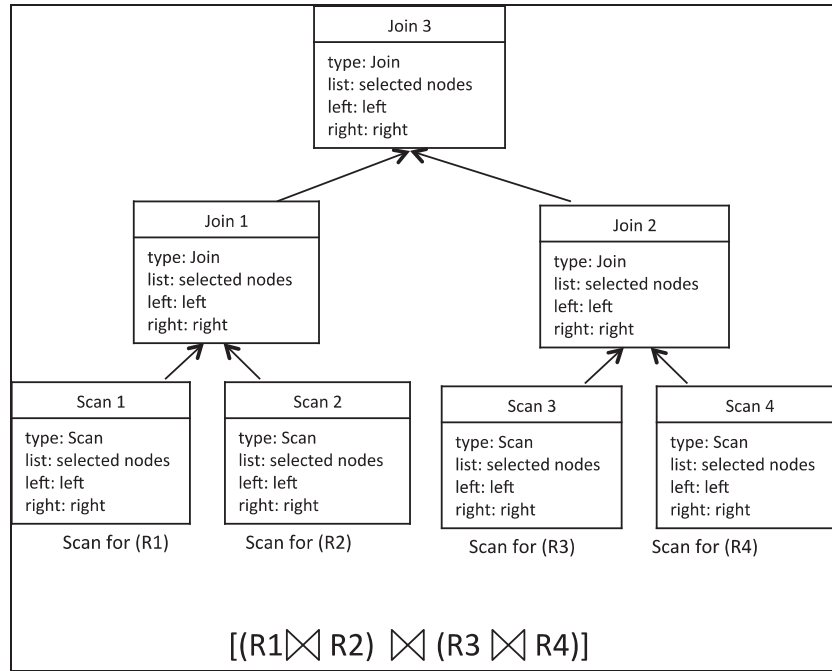 Join 3
type: Join
list: selected nodes
left: left
right: right
Join 1
type: Join
list: selected nodes
left: left
right: right
Join 2
type: Join
list: selected nodes
left: left
right: right
Scan 1
type: Scan
list: selected nodes
left: left
right: right
Scan for (R1)
Scan 2
type: Scan
list: selected nodes
left: left
right: right
Scan for (R2)
Scan 3
type: Scan
list: selected nodes
left: left
right: right
Scan for (R3)
Scan 4
type: Scan
list: selected nodes
left: left
right: right
Scan for (R4)
[(R1⋈ R2) ⋈ (R3 ⋈ R4)]